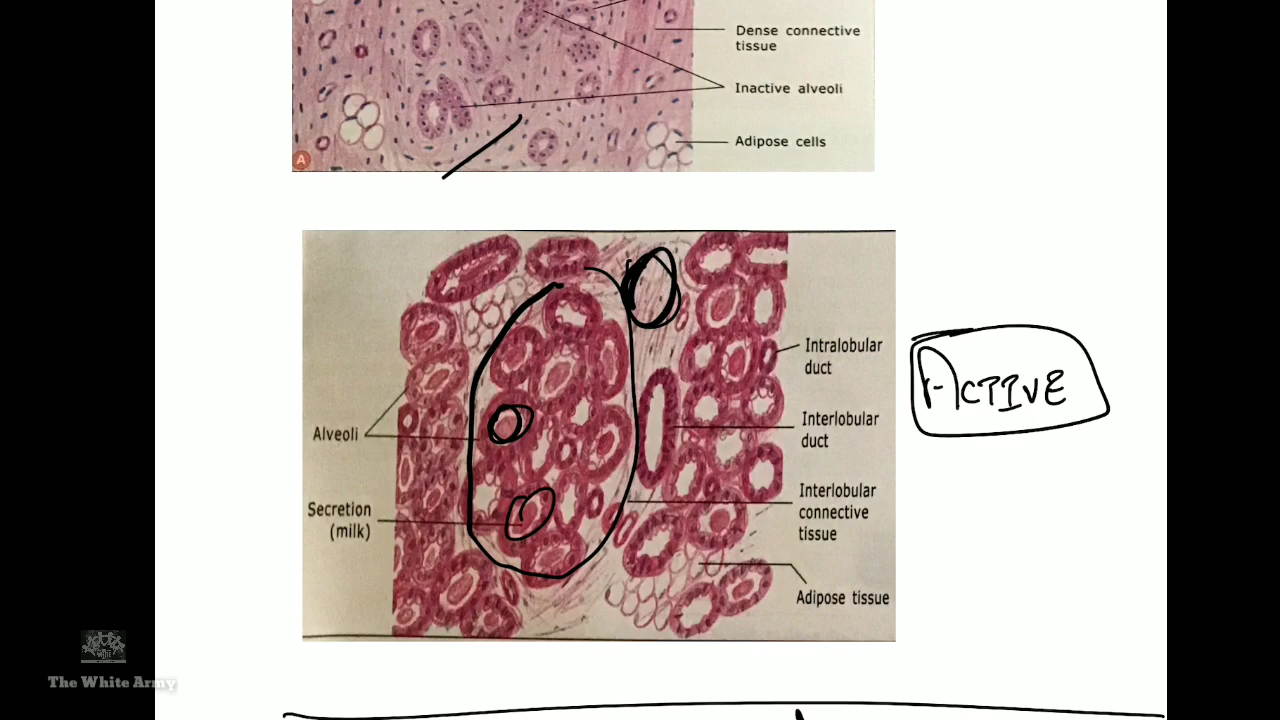 Dense connective
tissue
Inactive alveoli
Adipose cells
A
Intralobular
duct
ACTIVE
Interlobular
duct
Alveoli
Interlobular
connective
tissue
Secretion
(milk)
Adipose tissue
The White Army